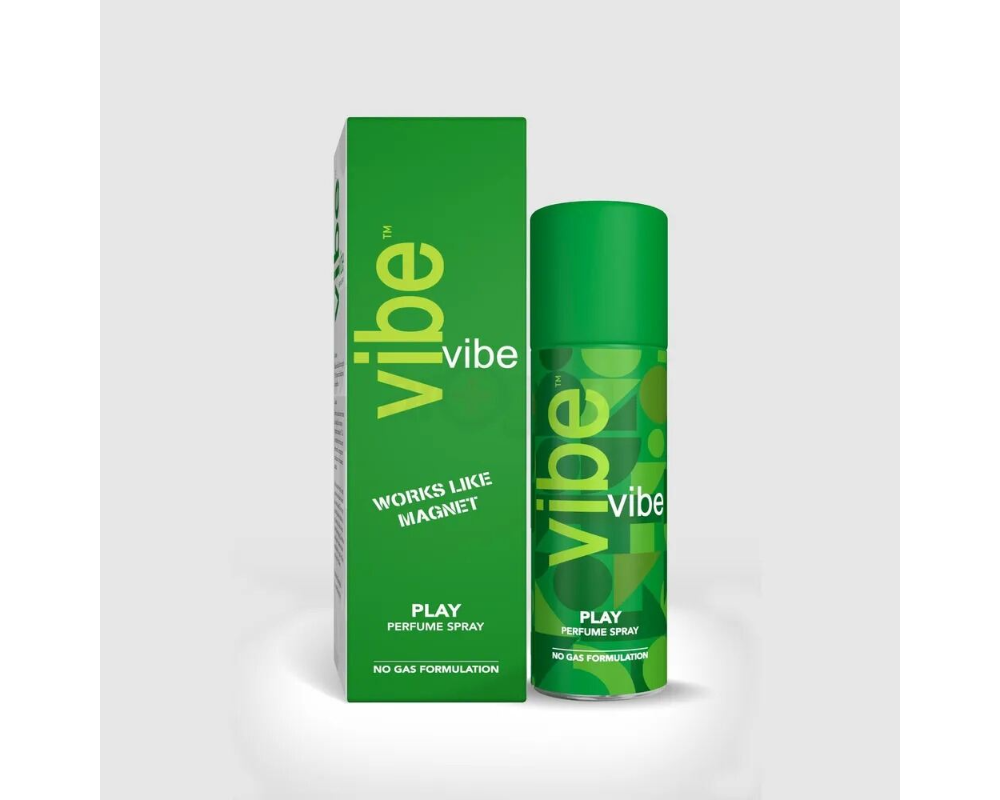 vibe
vibe™
vibe
WORKS LIKE
MAGNET
PLAY
PERFUME SPRAY
NO GAS FORMULATION
vibe™
vibe
PLAY
PERFUME SPRAY
NO GAS FORMULATION